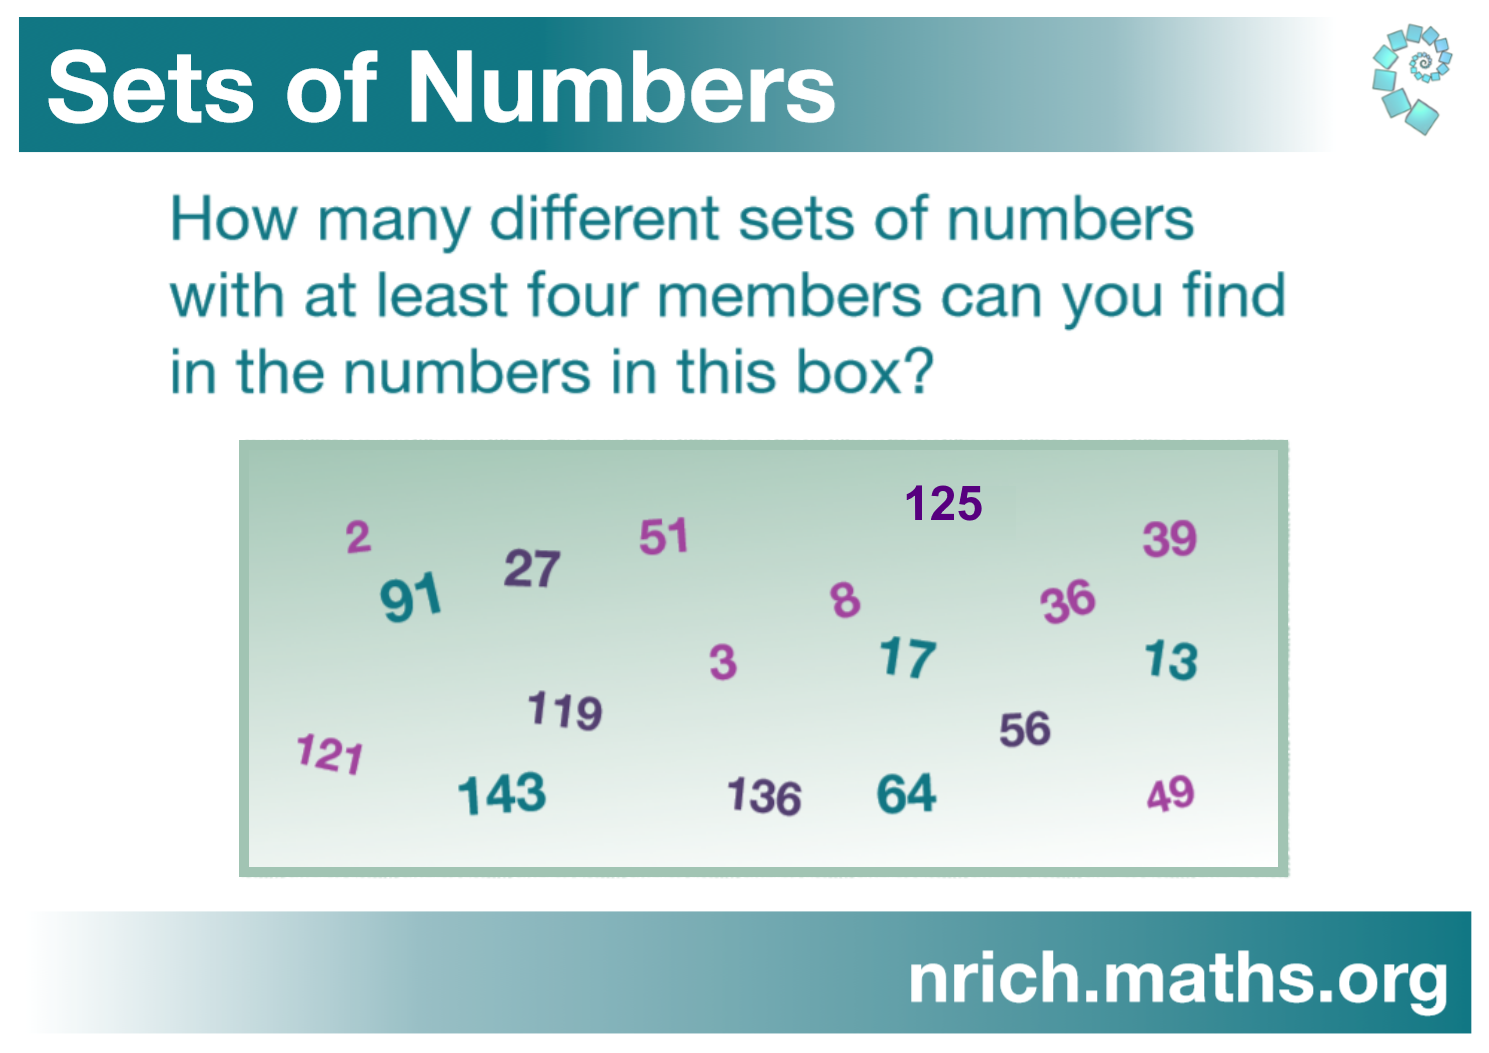 Sets of Numbers
How many different sets of numbers
with at least four members can you find
in the numbers in this box?
125
2 51 39
27
91 8 36
3 17 13
119 56
121
143 136 64 49
nrich.maths.org